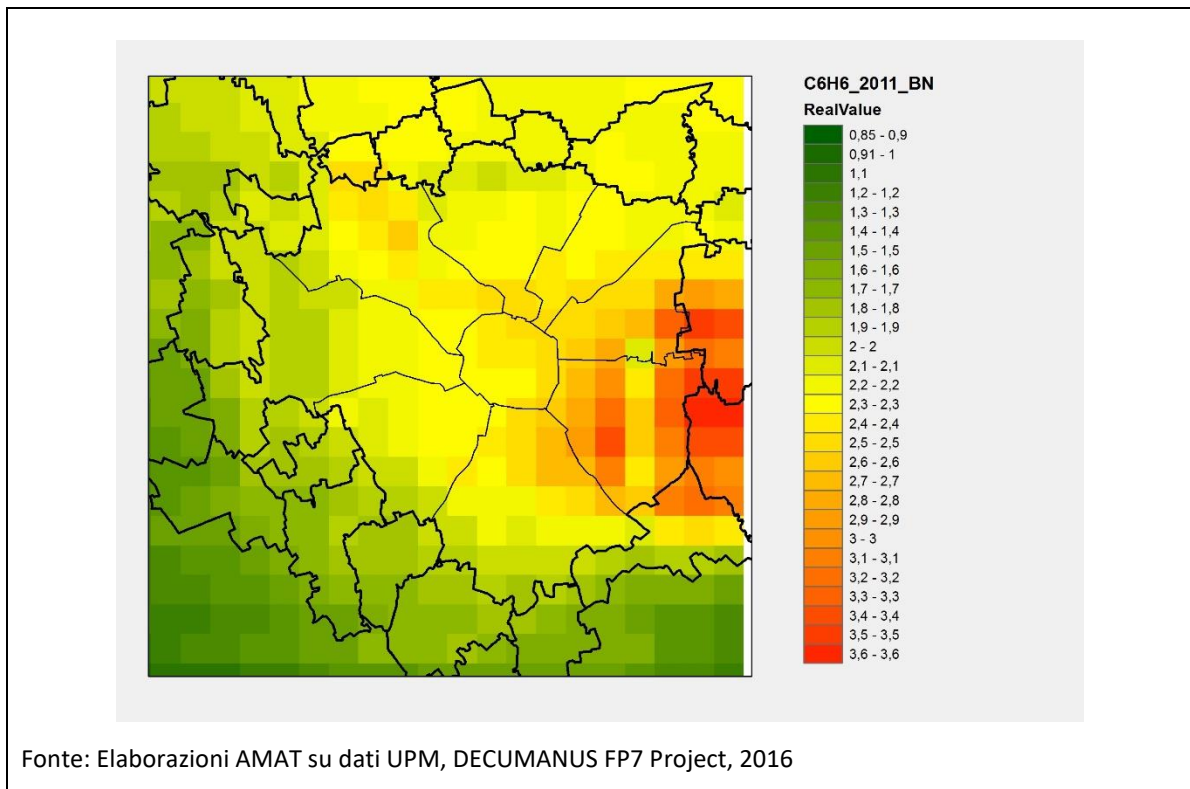 C6H6_2011_BN
RealValue
0,85 - 0,9
0,91 - 1
1,1
1,2 - 1,2
1,3 - 1,3
1,4 - 1,4
1,5 - 1,5
1,6 - 1,6
1,7 - 1,7
1,8 - 1,8
1,9 - 1,9
2 - 2
2,1 - 2,1
2,2 - 2,2
2,3 - 2,3
2,4 - 2,4
2,5 - 2,5
2,6 - 2,6
2,7 - 2,7
2,8 - 2,8
2,9 - 2,9
3 - 3
3,1 - 3,1
3,2 - 3,2
3,3 - 3,3
3,4 - 3,4
3,5 - 3,5
3,6 - 3,6
Fonte: Elaborazioni AMAT su dati UPM, DECUMANUS FP7 Project, 2016